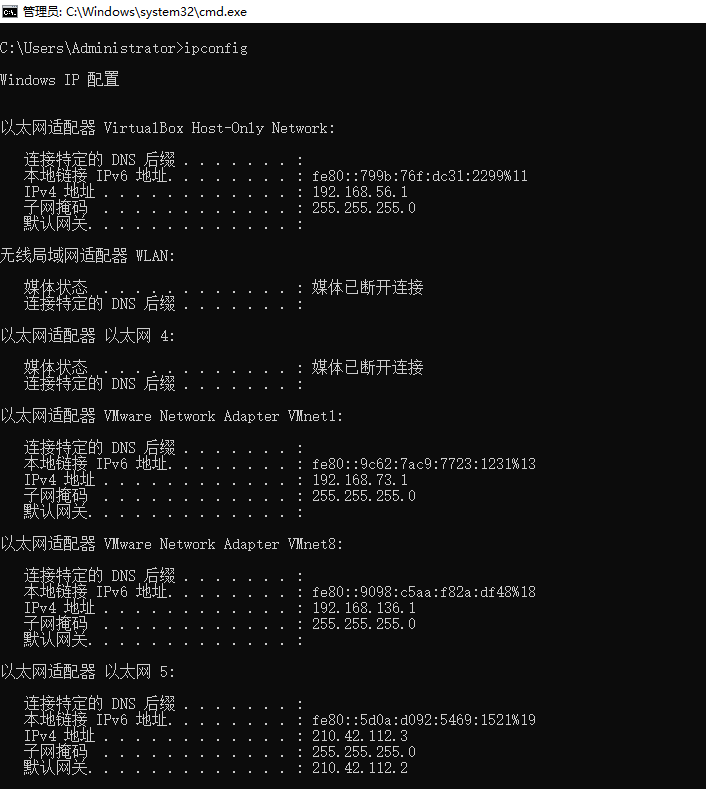 管理员: C:\Windows\system32\cmd.exe
C:\Users\Administrator>ipconfig
Windows IP 配置
以太网适配器 VirtualBox Host-Only Network:
连接特定的 DNS 后缀 . . . . . . . :
本地链接 IPv6 地址. . . . . . . . : fe80::799b:76f:dc31:2299%11
IPv4 地址 . . . . . . . . . . . . : 192.168.56.1
子网掩码  . . . . . . . . . . . . : 255.255.255.0
默认网关. . . . . . . . . . . . . :
无线局域网适配器 WLAN:
媒体状态  . . . . . . . . . . . . : 媒体已断开连接
连接特定的 DNS 后缀 . . . . . . . :
以太网适配器 以太网 4:
媒体状态  . . . . . . . . . . . . : 媒体已断开连接
连接特定的 DNS 后缀 . . . . . . . :
以太网适配器 VMware Network Adapter VMnet1:
连接特定的 DNS 后缀 . . . . . . . :
本地链接 IPv6 地址. . . . . . . . : fe80::9c62:7ac9:7723:1231%13
IPv4 地址 . . . . . . . . . . . . : 192.168.73.1
子网掩码  . . . . . . . . . . . . : 255.255.255.0
默认网关. . . . . . . . . . . . . :
以太网适配器 VMware Network Adapter VMnet8:
连接特定的 DNS 后缀 . . . . . . . :
本地链接 IPv6 地址. . . . . . . . : fe80::9098:c5aa:f82a:df48%18
IPv4 地址 . . . . . . . . . . . . : 192.168.136.1
子网掩码  . . . . . . . . . . . . : 255.255.255.0
默认网关. . . . . . . . . . . . . :
以太网适配器 以太网 5:
连接特定的 DNS 后缀 . . . . . . . :
本地链接 IPv6 地址. . . . . . . . : fe80::5d0a:d092:5469:1521%19
IPv4 地址 . . . . . . . . . . . . : 210.42.112.3
子网掩码  . . . . . . . . . . . . : 255.255.255.0
默认网关. . . . . . . . . . . . . : 210.42.112.2